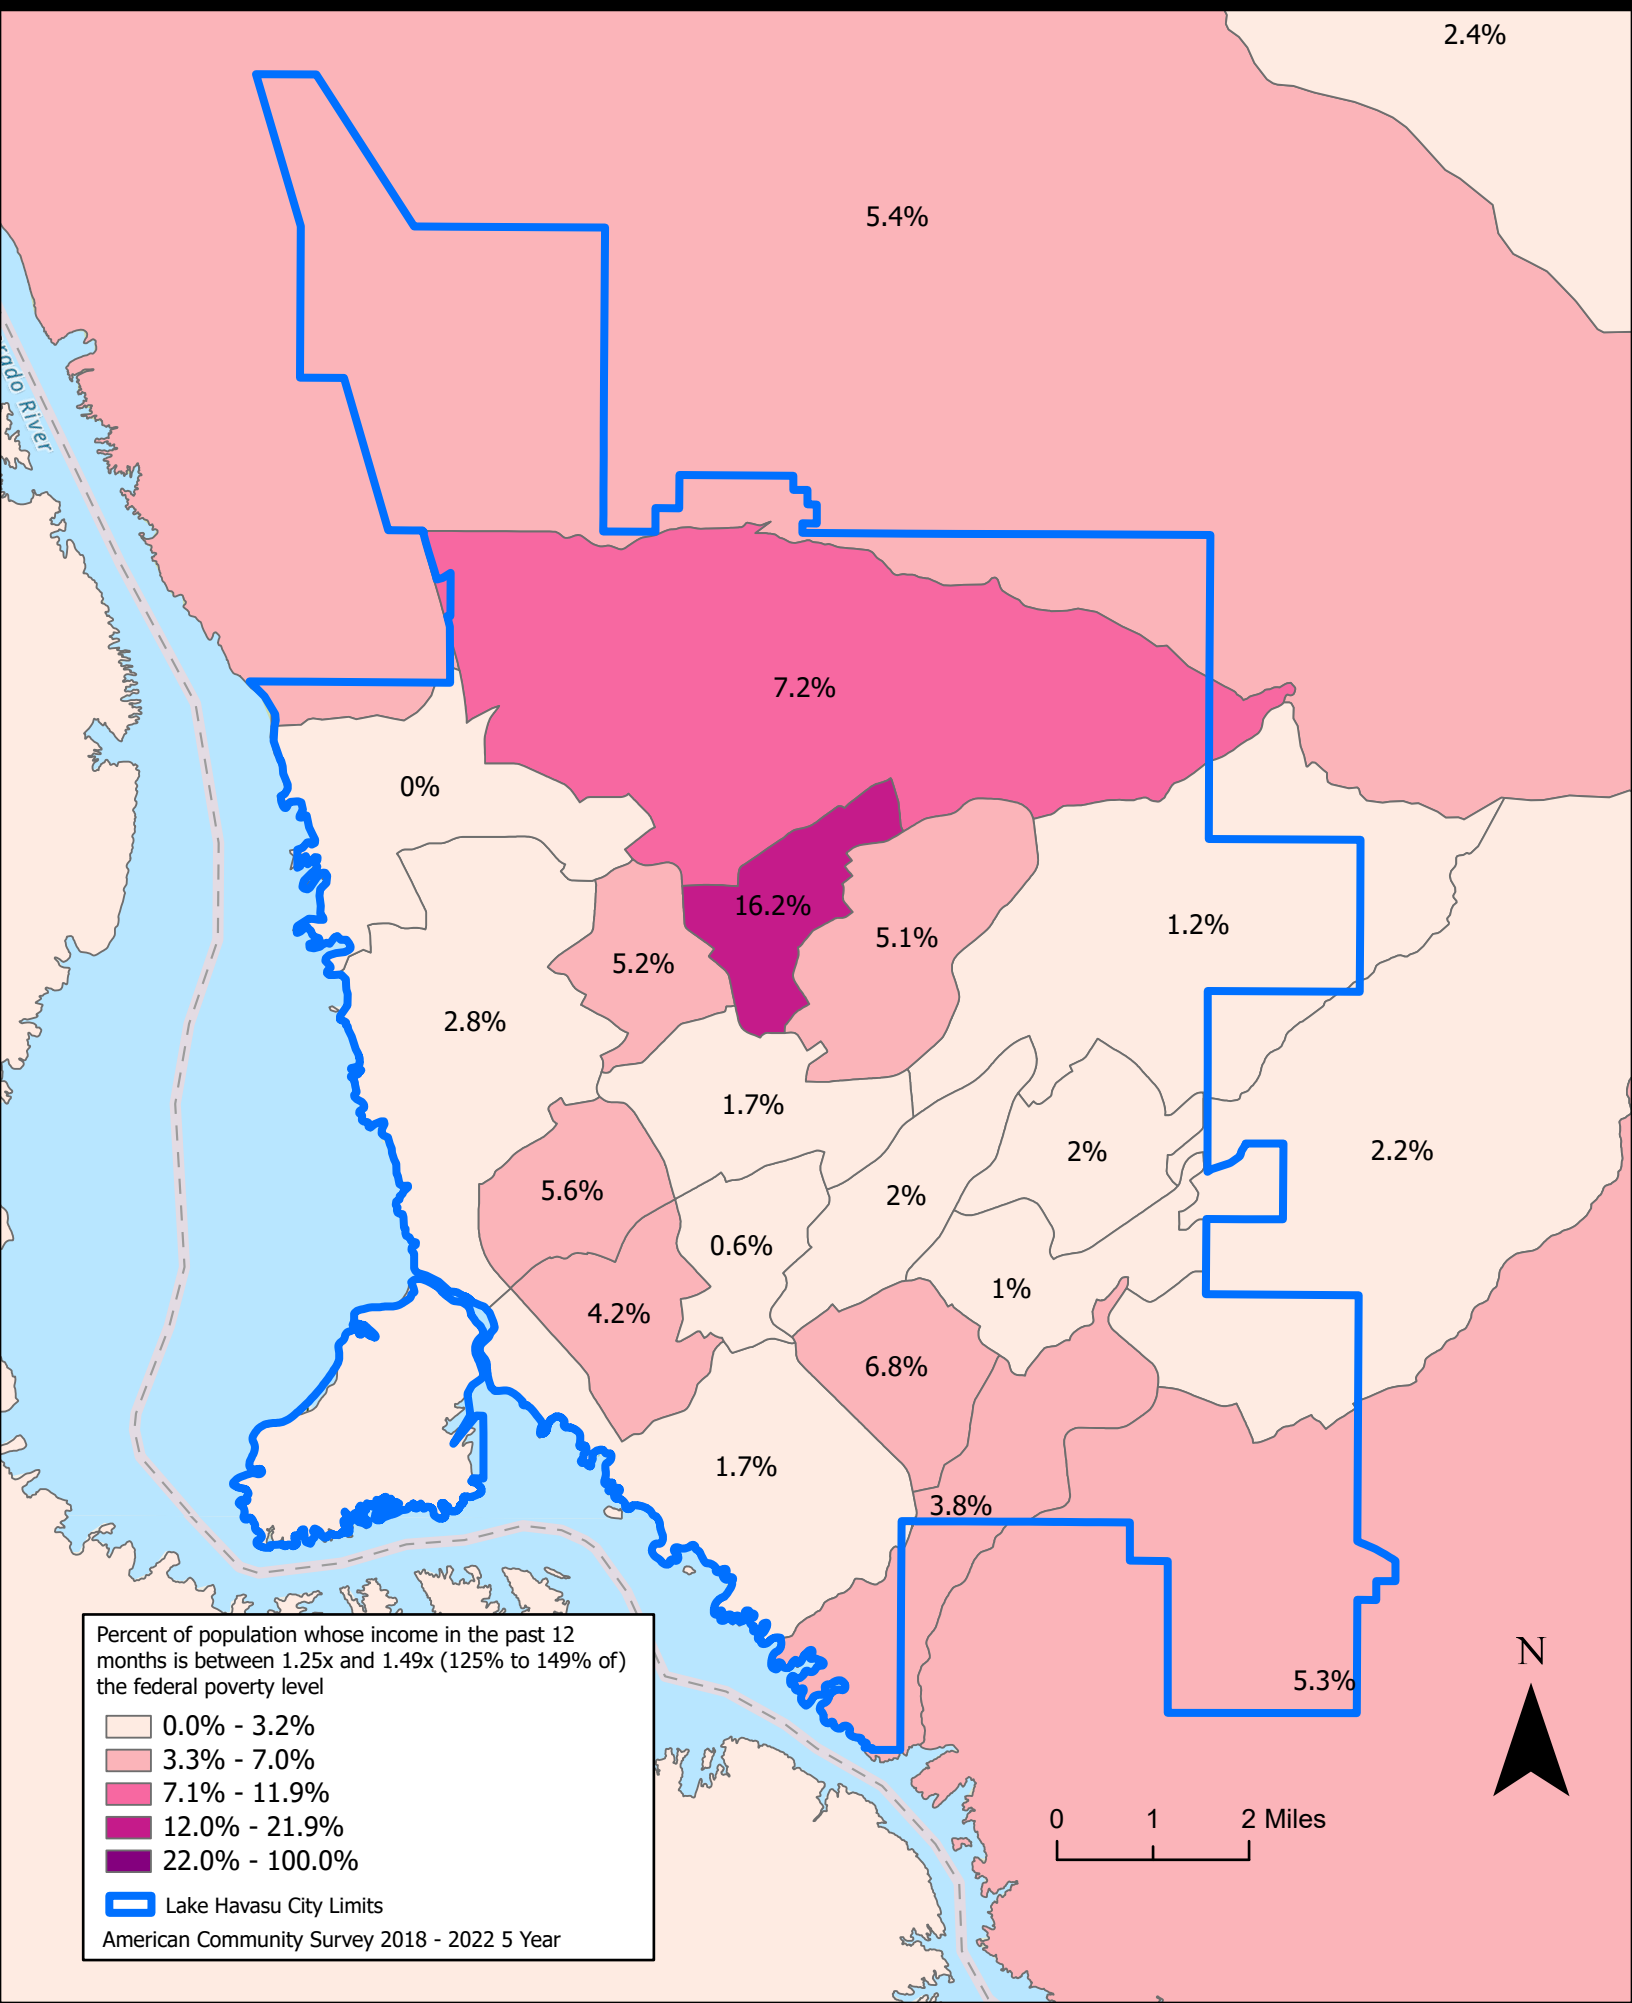 2.4%
5.4%
River
7.2%
0%
16.2%
1.2%
5.1%
5.2%
2.8%
1.7%
2%
2.2%
5.6%
2%
0.6%
1%
4.2%
6.8%
1.7%
3.8%
5.3%
N
Percent of population whose income in the past 12
months is between 1.25x and 1.49x (125% to 149% of)
the federal poverty level
0.0% - 3.2%
3.3% - 7.0%
7.1% - 11.9%
12.0% - 21.9%
22.0% - 100.0%
Lake Havasu City Limits
American Community Survey 2018 - 2022 5 Year
0 1 2 Miles